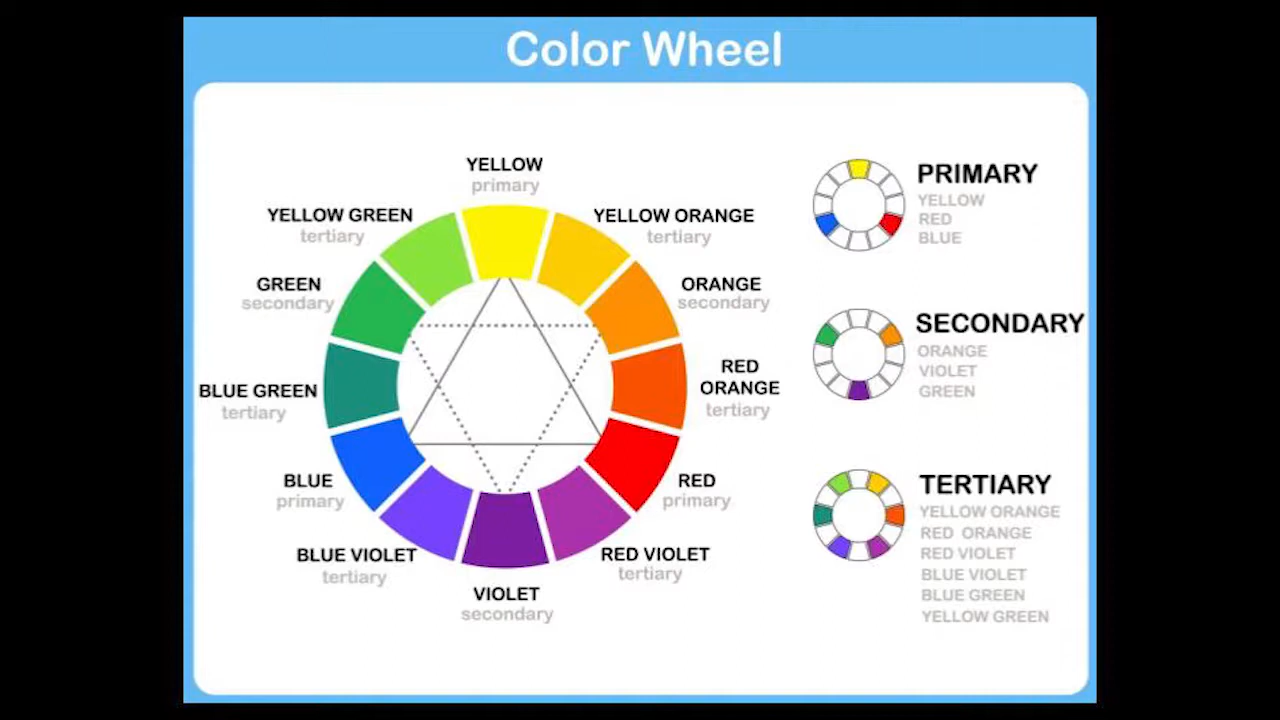 Color Wheel
YELLOW
primary
YELLOW GREEN
tertiary
YELLOW ORANGE
tertiary
GREEN
secondary
ORANGE
secondary
BLUE GREEN
tertiary
RED
ORANGE
tertiary
BLUE
primary
RED
primary
BLUE VIOLET
tertiary
RED VIOLET
tertiary
VIOLET
secondary
PRIMARY
YELLOW
RED
BLUE
SECONDARY
ORANGE
VIOLET
GREEN
TERTIARY
YELLOW ORANGE
RED ORANGE
RED VIOLET
BLUE VIOLET
BLUE GREEN
YELLOW GREEN